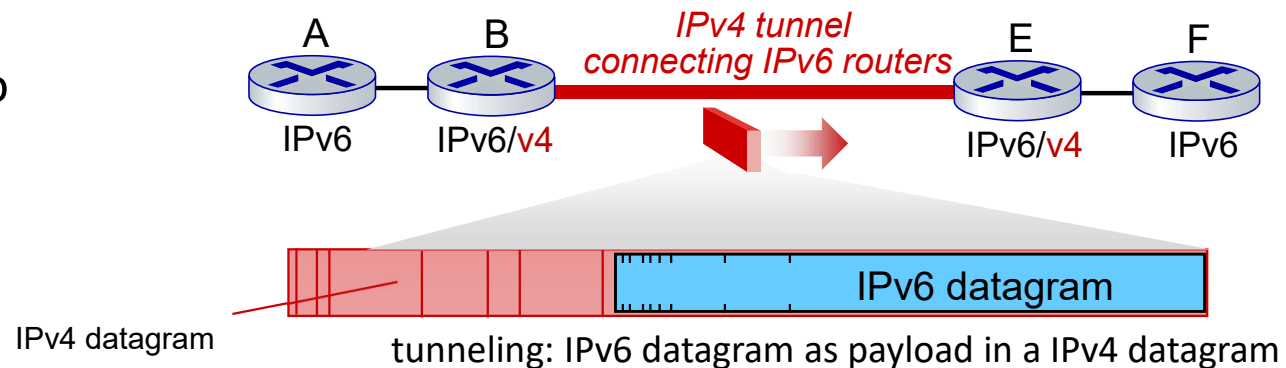 A
B
IPv4 tunnel
connecting IPv6 routers
E
F
IPv6
IPv6/v4
IPv6/v4
IPv6
IPv6 datagram
IPv4 datagram
tunneling: IPv6 datagram as payload in a IPv4 datagram